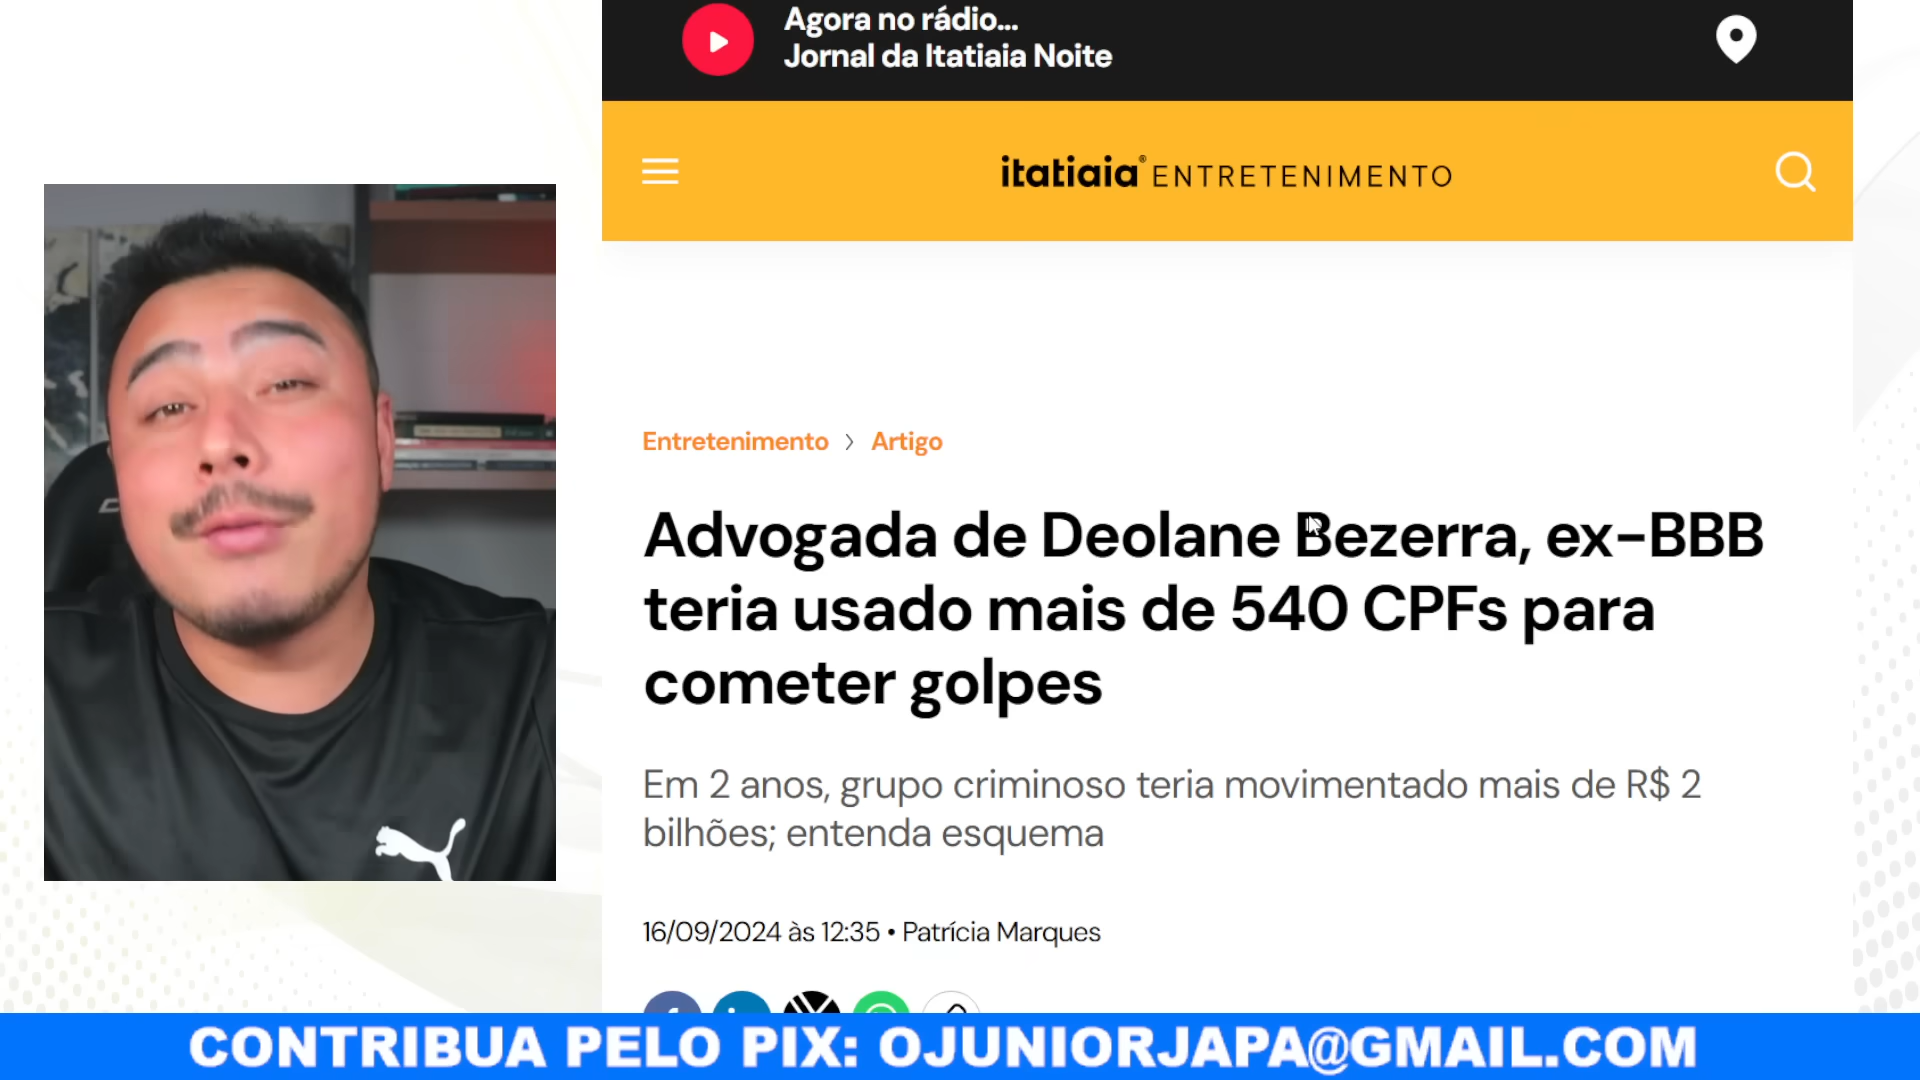 Agora no rádio...
Jornal da Itatiaia Noite
itatiaia® ENTRETENIMENTO
Entretenimento > Artigo
Advogada de Deolane Bezerra, ex-BBB
teria usado mais de 540 CPFs para
cometer golpes
Em 2 anos, grupo criminoso teria movimentado mais de R$ 2
bilhões; entenda esquema
16/09/2024 às 12:35 • Patrícia Marques
CONTRIBUA PELO PIX: OJUNIORJAPA@GMAIL.COM